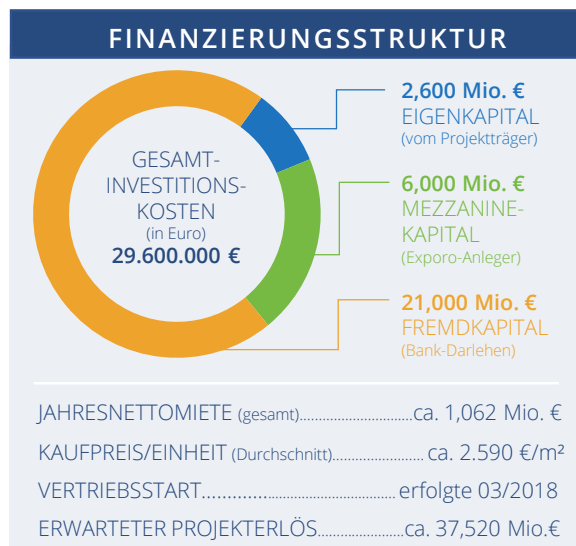 FINANZIERUNGSSTRUKTUR
GESAMT-
INVESTITIONS-
KOSTEN
(in Euro)
29.600.000 €
2,600 Mio. €
EIGENKAPITAL
(vom Projektträger)
6,000 Mio. €
MEZZANINE-
KAPITAL
(Exporo-Anleger)
21,000 Mio. €
FREMDKAPITAL
(Bank-Darlehen)
JAHRESNETTOMIETE (gesamt)............................ca. 1,062 Mio. €
KAUFPREIS/EINHEIT (Durchschnitt)...................... ca. 2.590 €/m²
VERTRIEBSSTART................................................ erfolgte 03/2018
ERWARTETER PROJEKTERLÖS.....................ca. 37,520 Mio.€